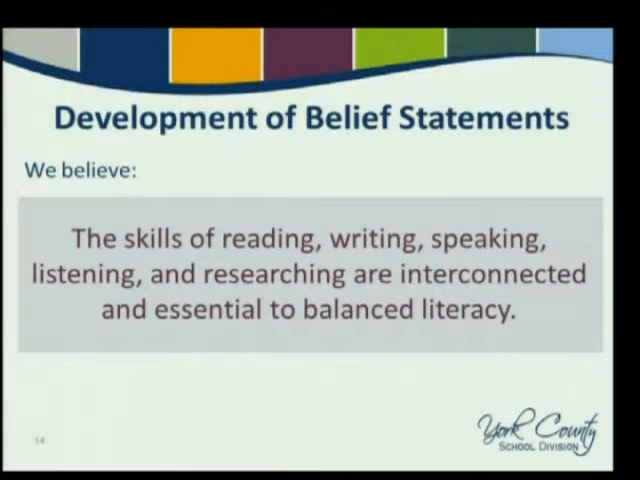 Development of Belief Statements
We believe:
The skills of reading, writing, speaking,
listening, and researching are interconnected
and essential to balanced literacy.
14
York County
SCHOOL DIVISION